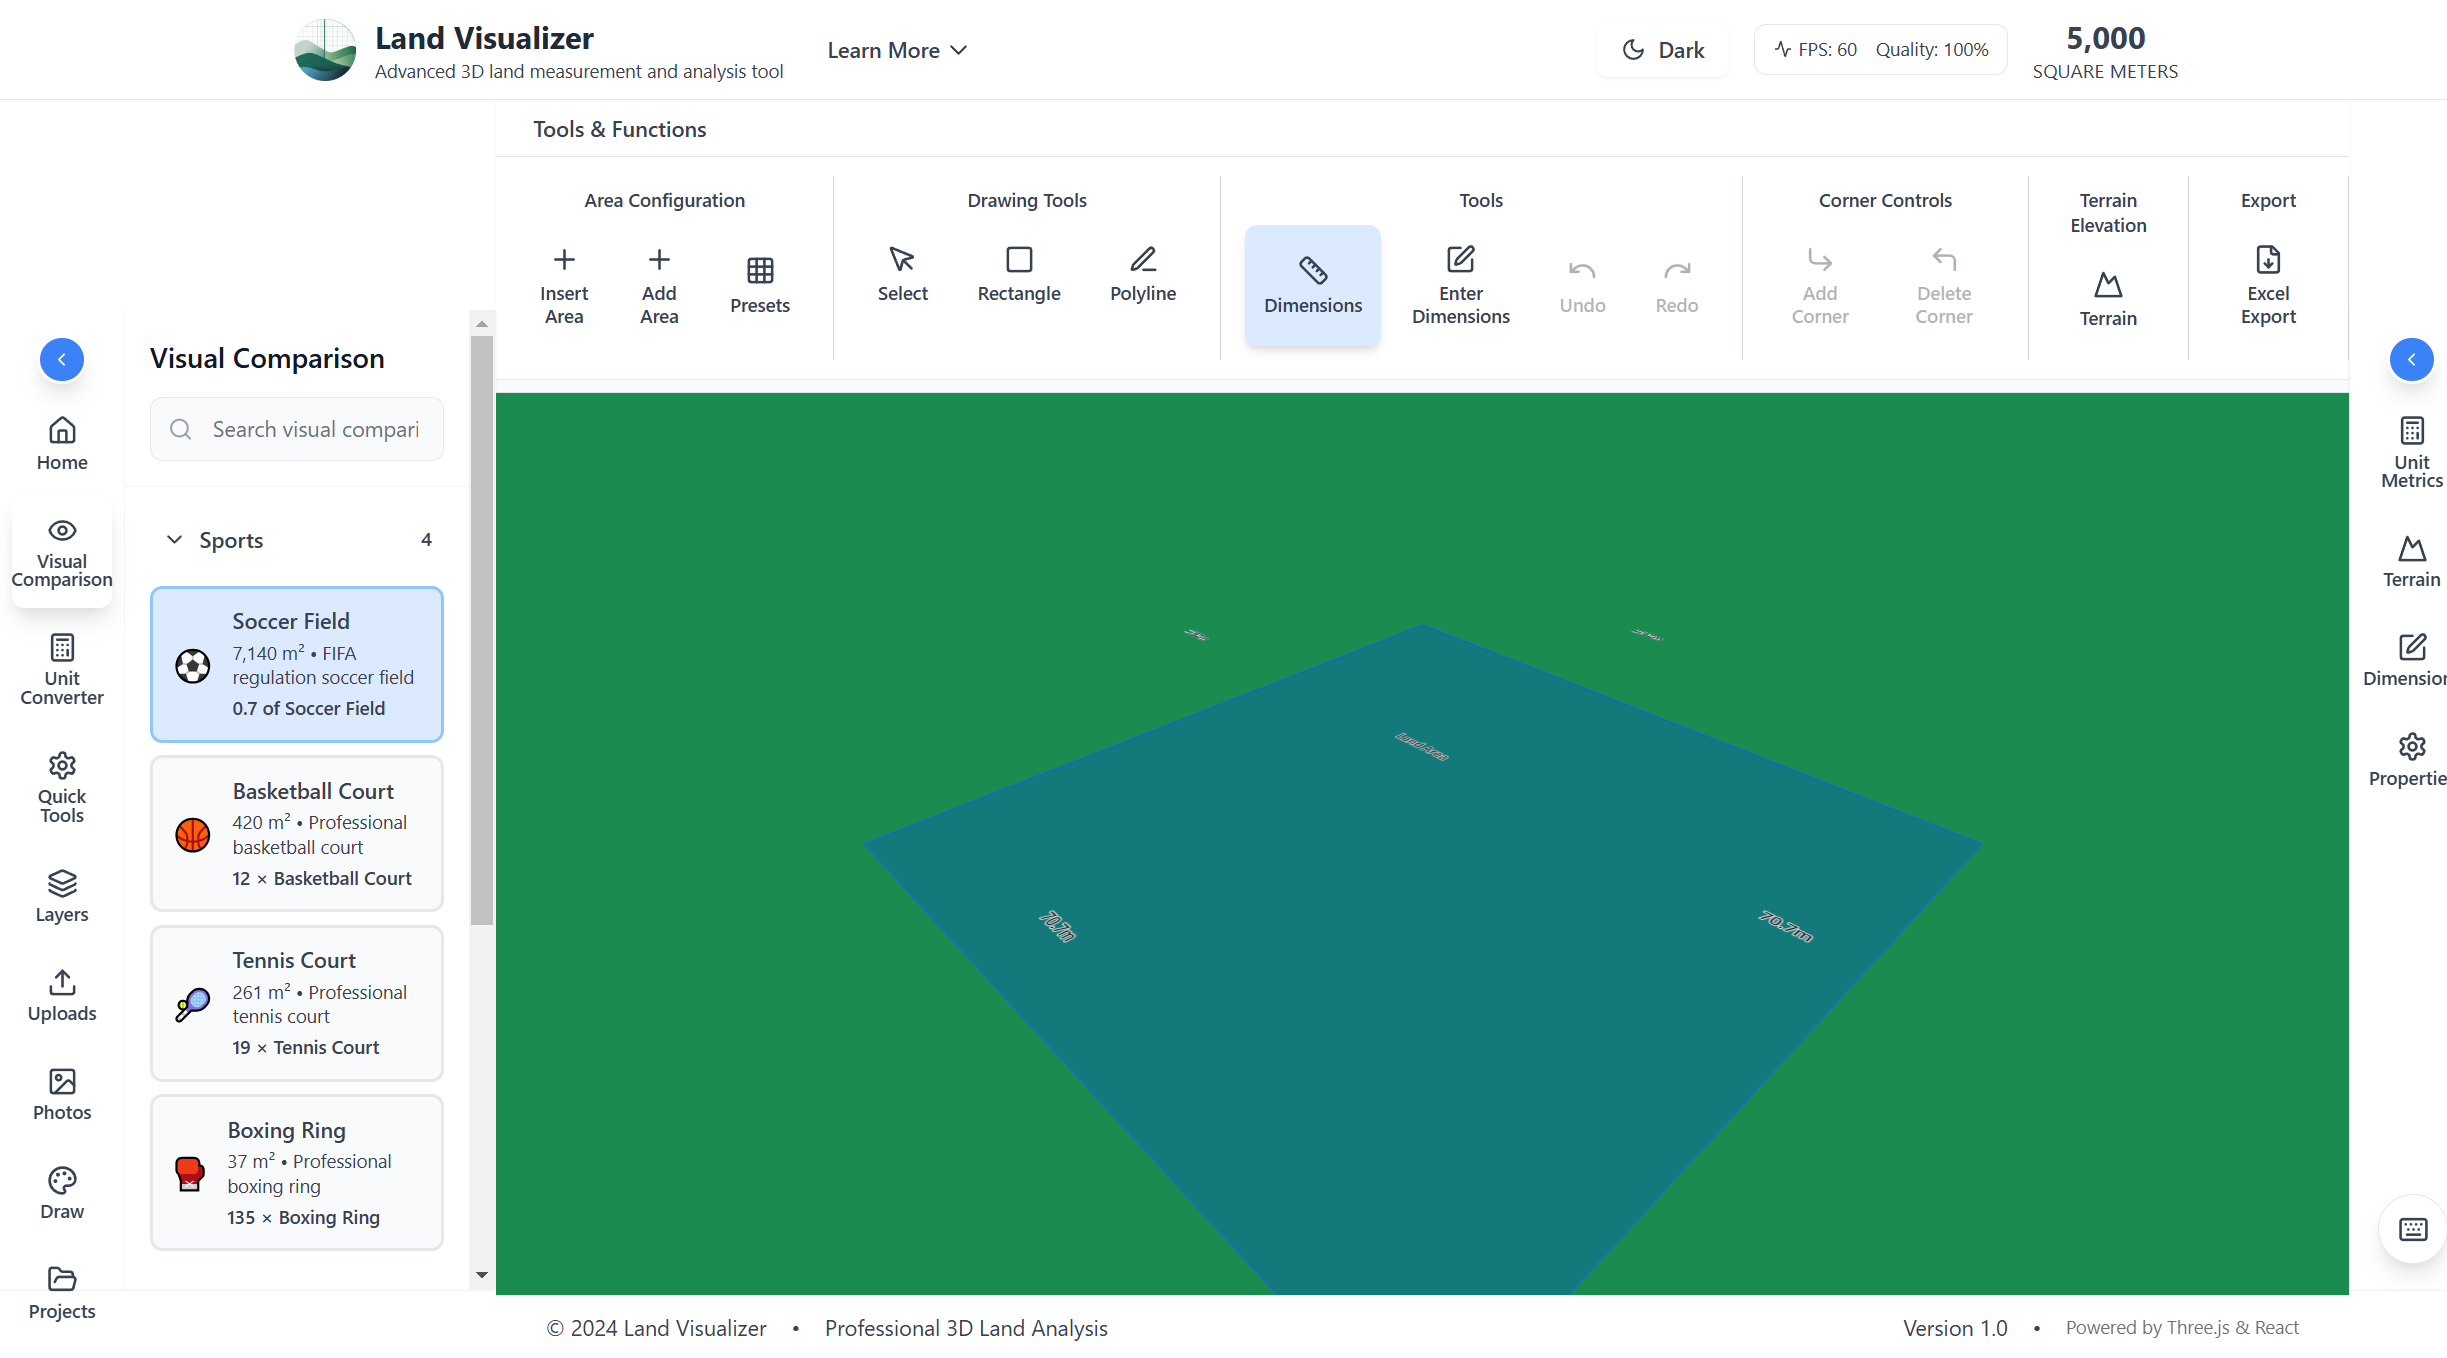 Land Visualizer
Advanced 3D land measurement and analysis tool
Learn More
Dark
FPS: 60 Quality: 100%
5,000
SQUARE METERS
Tools & Functions
Area Configuration
Insert
Area
Add
Area
Presets
Drawing Tools
Select
Rectangle
Polyline
Tools
Dimensions
Enter
Dimensions
Undo
Redo
Corner Controls
Add
Corner
Delete
Corner
Terrain
Elevation
Terrain
Export
Excel
Export
Home
Visual
Comparison
Unit
Converter
Quick
Tools
Layers
Uploads
Photos
Draw
Projects
Visual Comparison
Search visual compari
Sports 4
Soccer Field
7,140 m² • FIFA
regulation soccer field
0.7 of Soccer Field
Basketball Court
420 m² • Professional
basketball court
12 × Basketball Court
Tennis Court
261 m² • Professional
tennis court
19 × Tennis Court
Boxing Ring
37 m² • Professional
boxing ring
135 × Boxing Ring
Land Area
70.7m
70.7m
Unit
Metrics
Terrain
Dimension
Propertie
© 2024 Land Visualizer • Professional 3D Land Analysis
Version 1.0 • Powered by Three.js & React